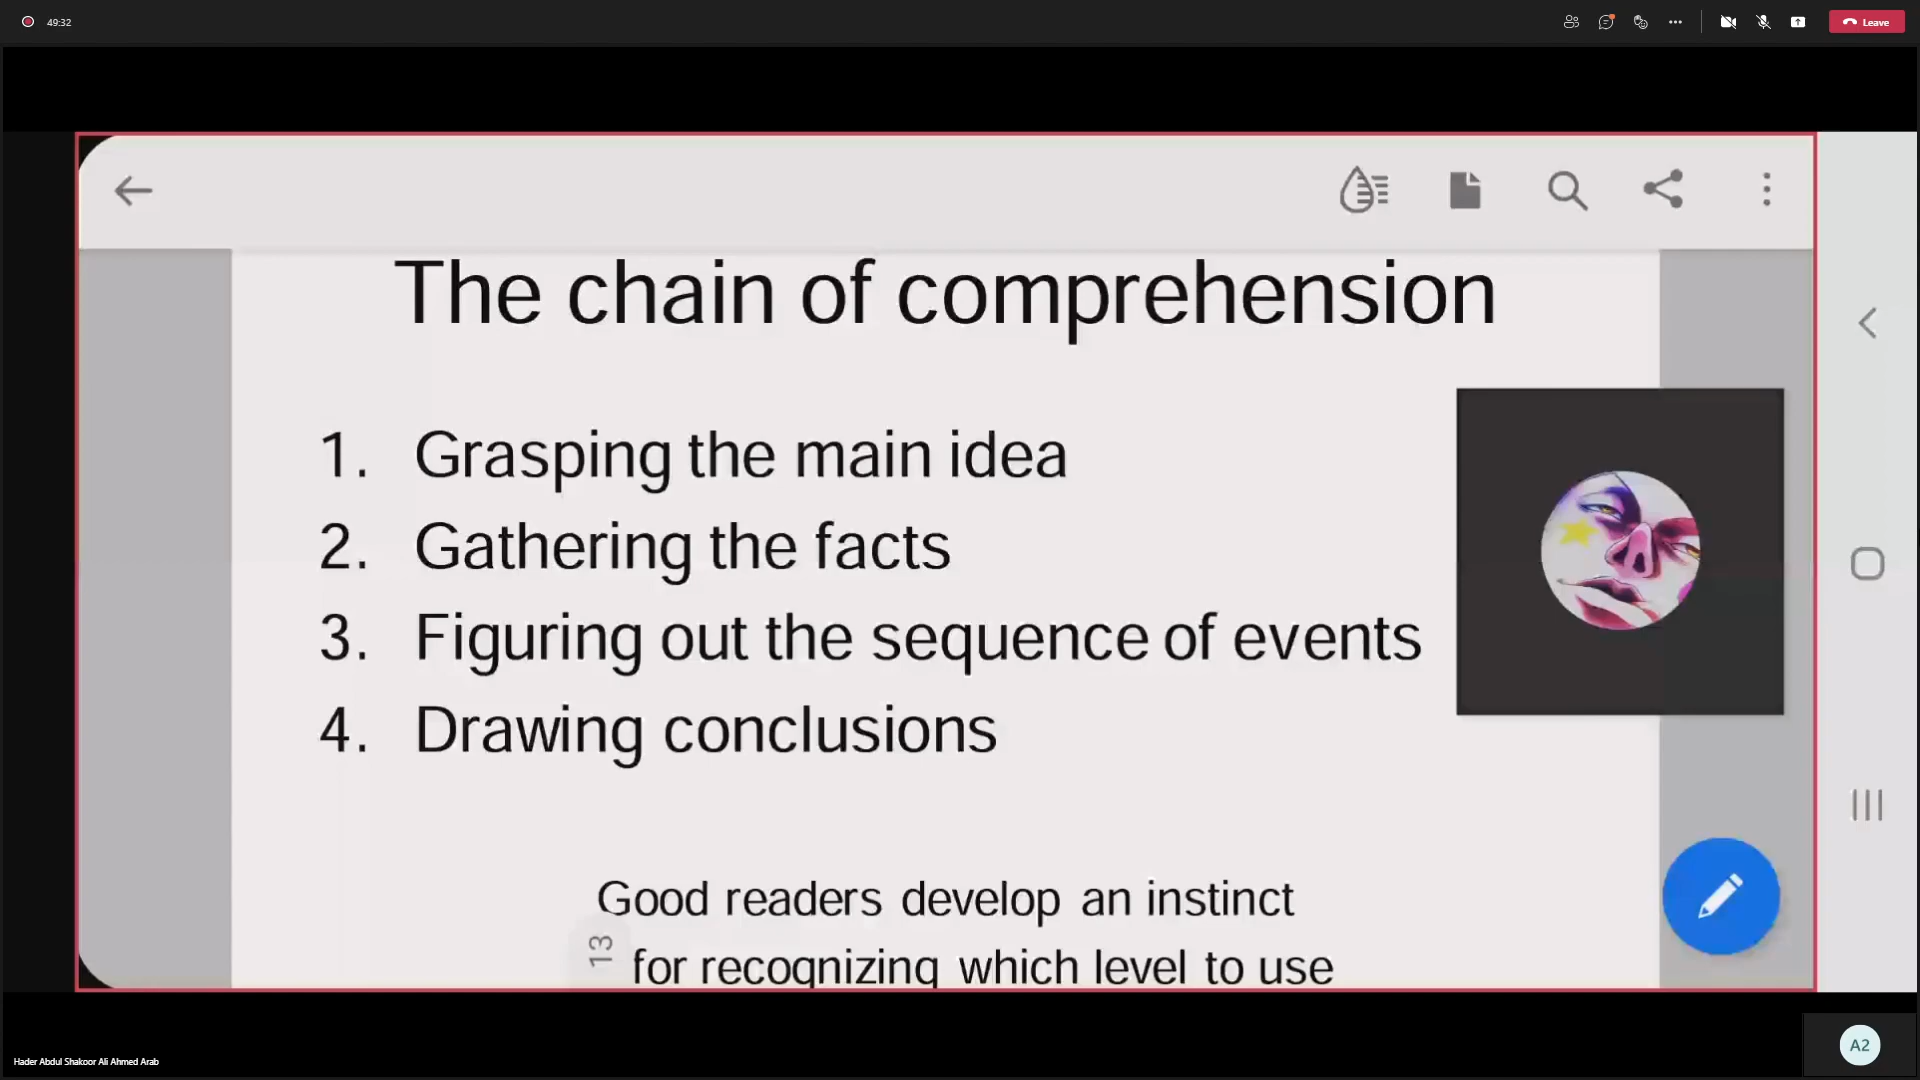 49:32
Leave
The chain of comprehension
1. Grasping the main idea
2. Gathering the facts
3. Figuring out the sequence of events
4. Drawing conclusions
Good readers develop an instinct
13
for recognizing which level to use
Hader Abdul Shakoor Ali Ahmed Arab
A2